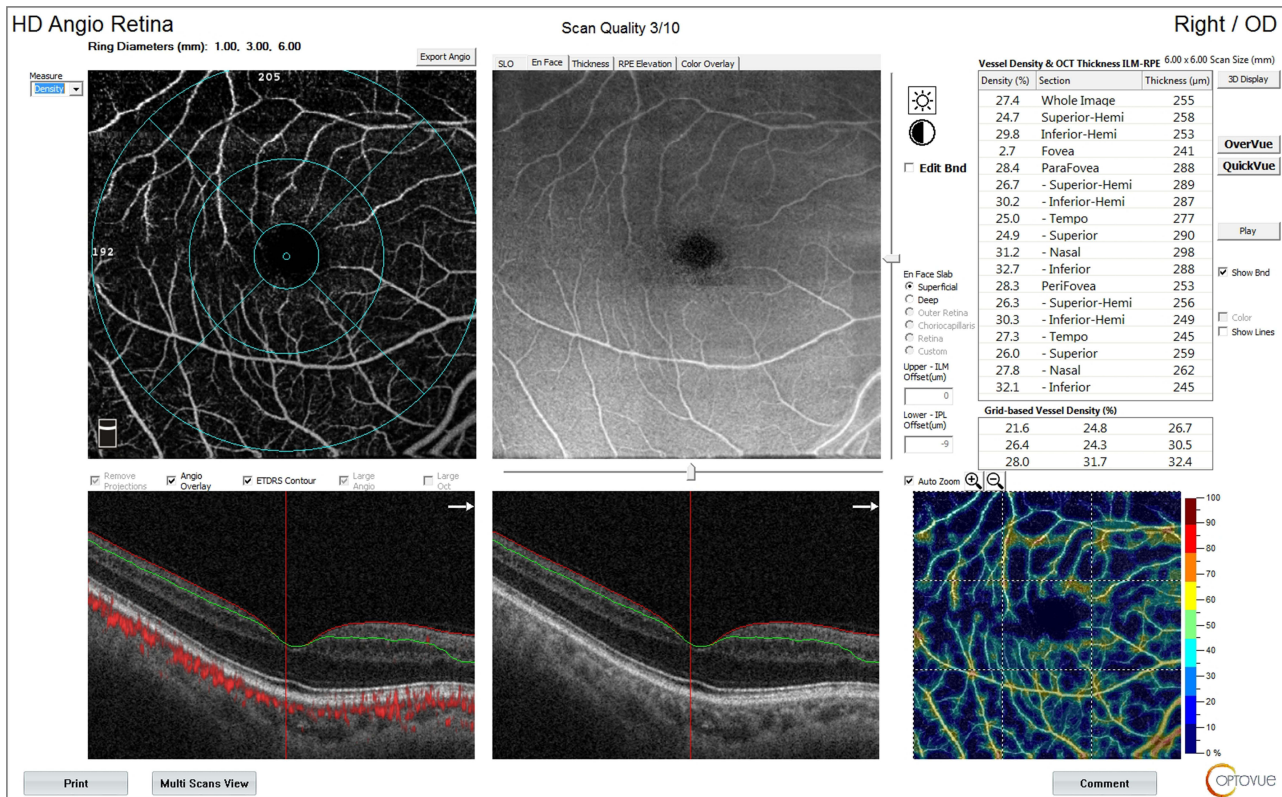 HD Angio Retina
Scan Quality 3/10
Right / OD
Ring Diameters (mm): 1.00, 3.00, 6.00
Export Angio
Measure
Density
205
192
SLO En Face Thickness RPE Elevation Color Overlay
Edit Bnd
En Face Slab
Superficial
Deep
Outer Retina
Choriocapillaris
Retina
Custom
Upper - ILM
Offset(um)
0
Lower - IPL
Offset(um)
-9
Vessel Density & OCT Thickness ILM-RPE 6.00 x 6.00 Scan Size (mm)
Density (%) Section Thickness (µm)
27.4 Whole Image 255
24.7 Superior-Hemi 258
29.8 Inferior-Hemi 253
2.7 Fovea 241
28.4 ParaFovea 288
26.7 - Superior-Hemi 289
30.2 - Inferior-Hemi 287
25.0 - Tempo 277
24.9 - Superior 290
31.2 - Nasal 298
32.7 - Inferior 288
28.3 PeriFovea 253
26.3 - Superior-Hemi 256
30.3 - Inferior-Hemi 249
27.3 - Tempo 245
26.0 - Superior 259
27.8 - Nasal 262
32.1 - Inferior 245
3D Display
OverVue
QuickVue
Play
Show Bnd
Color
Show Lines
Grid-based Vessel Density (%)
21.6 24.8 26.7
26.4 24.3 30.5
28.0 31.7 32.4
Remove
Projections
Angio
Overlay
ETDRS Contour
Large
Angio
Large
Oct
Auto Zoom
100
90
80
70
60
50
40
30
20
10
0 %
Print
Multi Scans View
Comment
OPTOVUE